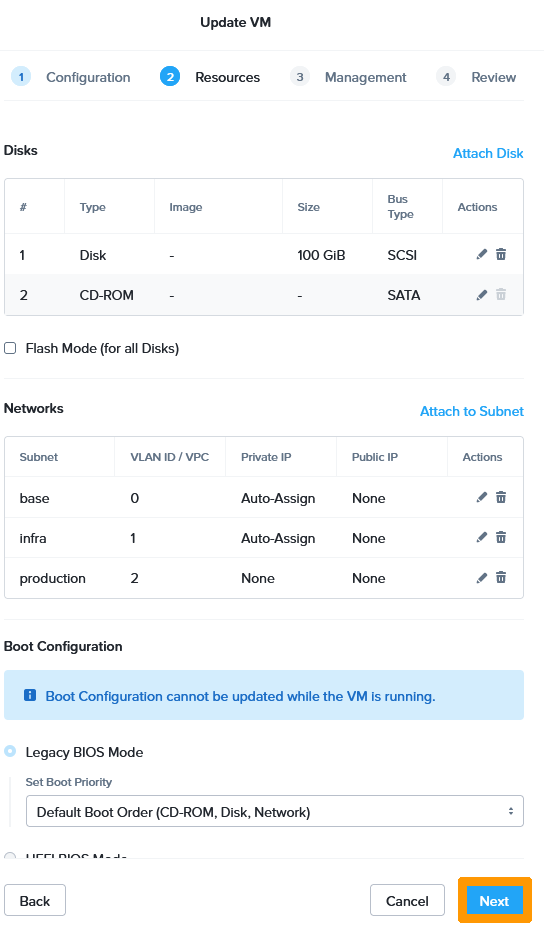 Update VM
1 Configuration 2 Resources 3 Management 4 Review
Disks
Attach Disk
# Type Image Size Bus Type Actions
1 Disk - 100 GiB SCSI
2 CD-ROM - - SATA
Flash Mode (for all Disks)
Networks
Attach to Subnet
Subnet VLAN ID / VPC Private IP Public IP Actions
base 0 Auto-Assign None
infra 1 Auto-Assign None
production 2 None None
Boot Configuration
Boot Configuration cannot be updated while the VM is running.
Legacy BIOS Mode
Set Boot Priority
Default Boot Order (CD-ROM, Disk, Network)
UEFI BIOS Mode
Back Cancel Next